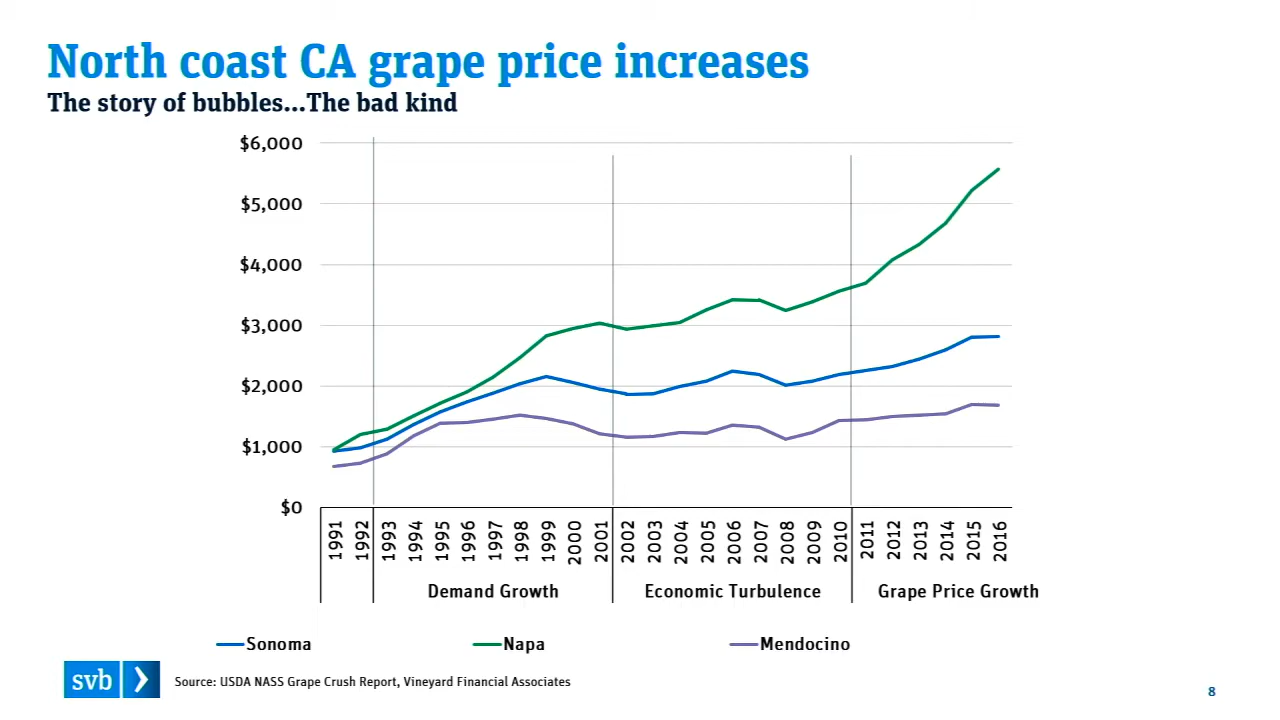 North coast CA grape price increases
The story of bubbles...The bad kind
$6,000
$5,000
$4,000
$3,000
$2,000
$1,000
$0
1991 1992 1993 1994 1995 1996 1997 1998 1999 2000 2001 2002 2003 2004 2005 2006 2007 2008 2009 2010 2011 2012 2013 2014 2015 2016
Demand Growth Economic Turbulence Grape Price Growth
Sonoma Napa Mendocino
svb
Source: USDA NASS Grape Crush Report, Vineyard Financial Associates
8